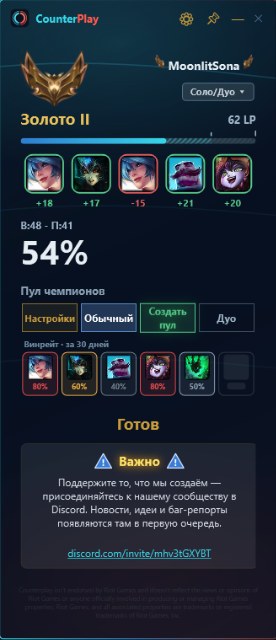 CounterPlay
MoonlitSona
Соло/Дуо
Золото II
62 LP
+18 +17 -15 +21 +20
В:48 - П:41
54%
Пул чемпионов
Настройки Обычный Создать пул Дуо
Винрейт · за 30 дней
80% 60% 40% 80% 50%
Готов
Важно
Поддержите то, что мы создаём —
присоединяйтесь к нашему сообществу в
Discord. Новости, идеи и баг-репорты
появляются там в первую очередь.
discord.com/invite/mhv3tGXYBT